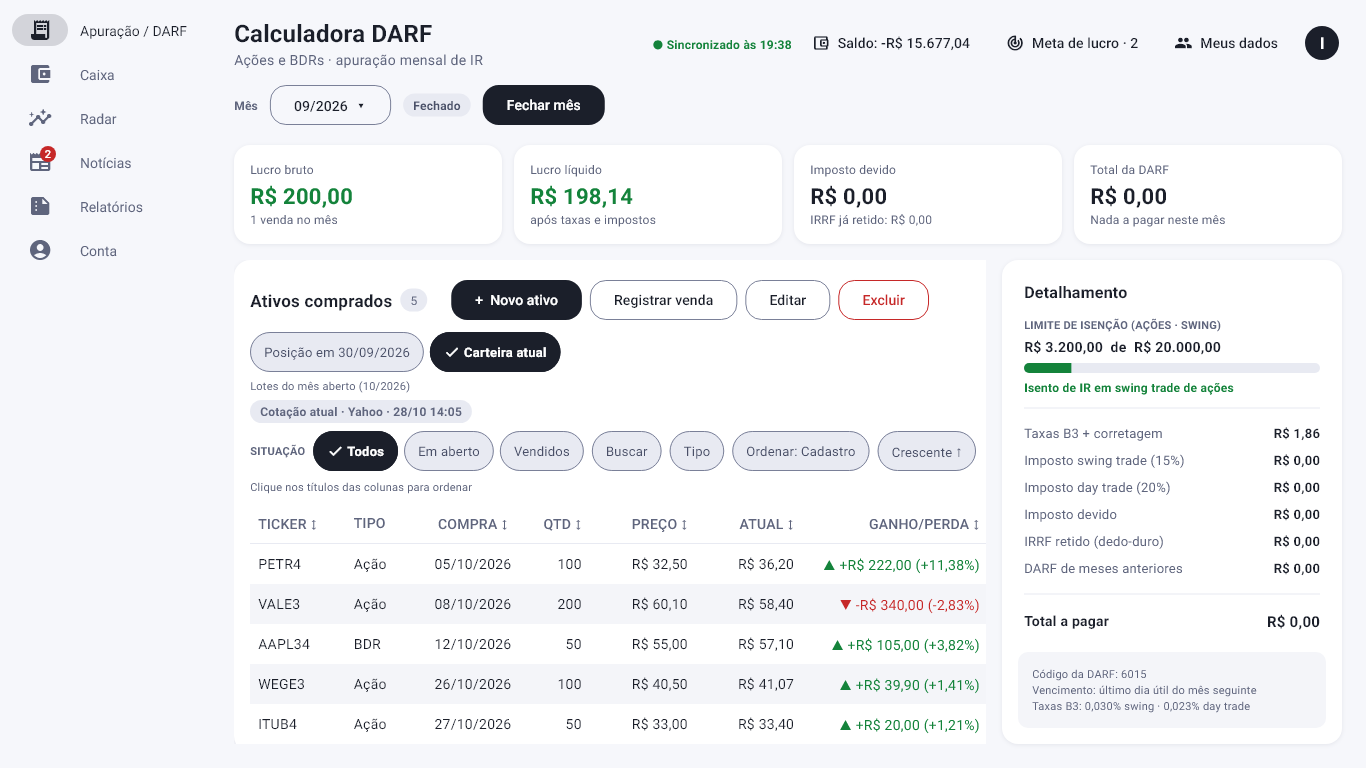 Apuração / DARF
Caixa
Radar
2
Notícias
Relatórios
Conta
Calculadora DARF
Ações e BDRs · apuração mensal de IR
Sincronizado às 19:38
Saldo: -R$ 15.677,04
Meta de lucro · 2
Meus dados
I
Mês
09/2026
Fechado
Fechar mês
Lucro bruto
R$ 200,00
1 venda no mês
Lucro líquido
R$ 198,14
após taxas e impostos
Imposto devido
R$ 0,00
IRRF já retido: R$ 0,00
Total da DARF
R$ 0,00
Nada a pagar neste mês
Ativos comprados 5
+ Novo ativo
Registrar venda
Editar
Excluir
Posição em 30/09/2026
Carteira atual
Lotes do mês aberto (10/2026)
Cotação atual · Yahoo · 28/10 14:05
SITUAÇÃO
Todos
Em aberto
Vendidos
Buscar
Tipo
Ordenar: Cadastro
Crescente ↑
Clique nos títulos das colunas para ordenar
TICKER ↕ TIPO COMPRA ↕ QTD ↕ PREÇO ↕ ATUAL ↕ GANHO/PERDA ↕
PETR4 Ação 05/10/2026 100 R$ 32,50 R$ 36,20 ▲ +R$ 222,00 (+11,38%)
VALE3 Ação 08/10/2026 200 R$ 60,10 R$ 58,40 ▼ -R$ 340,00 (-2,83%)
AAPL34 BDR 12/10/2026 50 R$ 55,00 R$ 57,10 ▲ +R$ 105,00 (+3,82%)
WEGE3 Ação 26/10/2026 100 R$ 40,50 R$ 41,07 ▲ +R$ 39,90 (+1,41%)
ITUB4 Ação 27/10/2026 50 R$ 33,00 R$ 33,40 ▲ +R$ 20,00 (+1,21%)
Detalhamento
LIMITE DE ISENÇÃO (AÇÕES · SWING)
R$ 3.200,00 de R$ 20.000,00
Isento de IR em swing trade de ações
Taxas B3 + corretagem R$ 1,86
Imposto swing trade (15%) R$ 0,00
Imposto day trade (20%) R$ 0,00
Imposto devido R$ 0,00
IRRF retido (dedo-duro) R$ 0,00
DARF de meses anteriores R$ 0,00
Total a pagar R$ 0,00
Código da DARF: 6015
Vencimento: último dia útil do mês seguinte
Taxas B3: 0,030% swing · 0,023% day trade